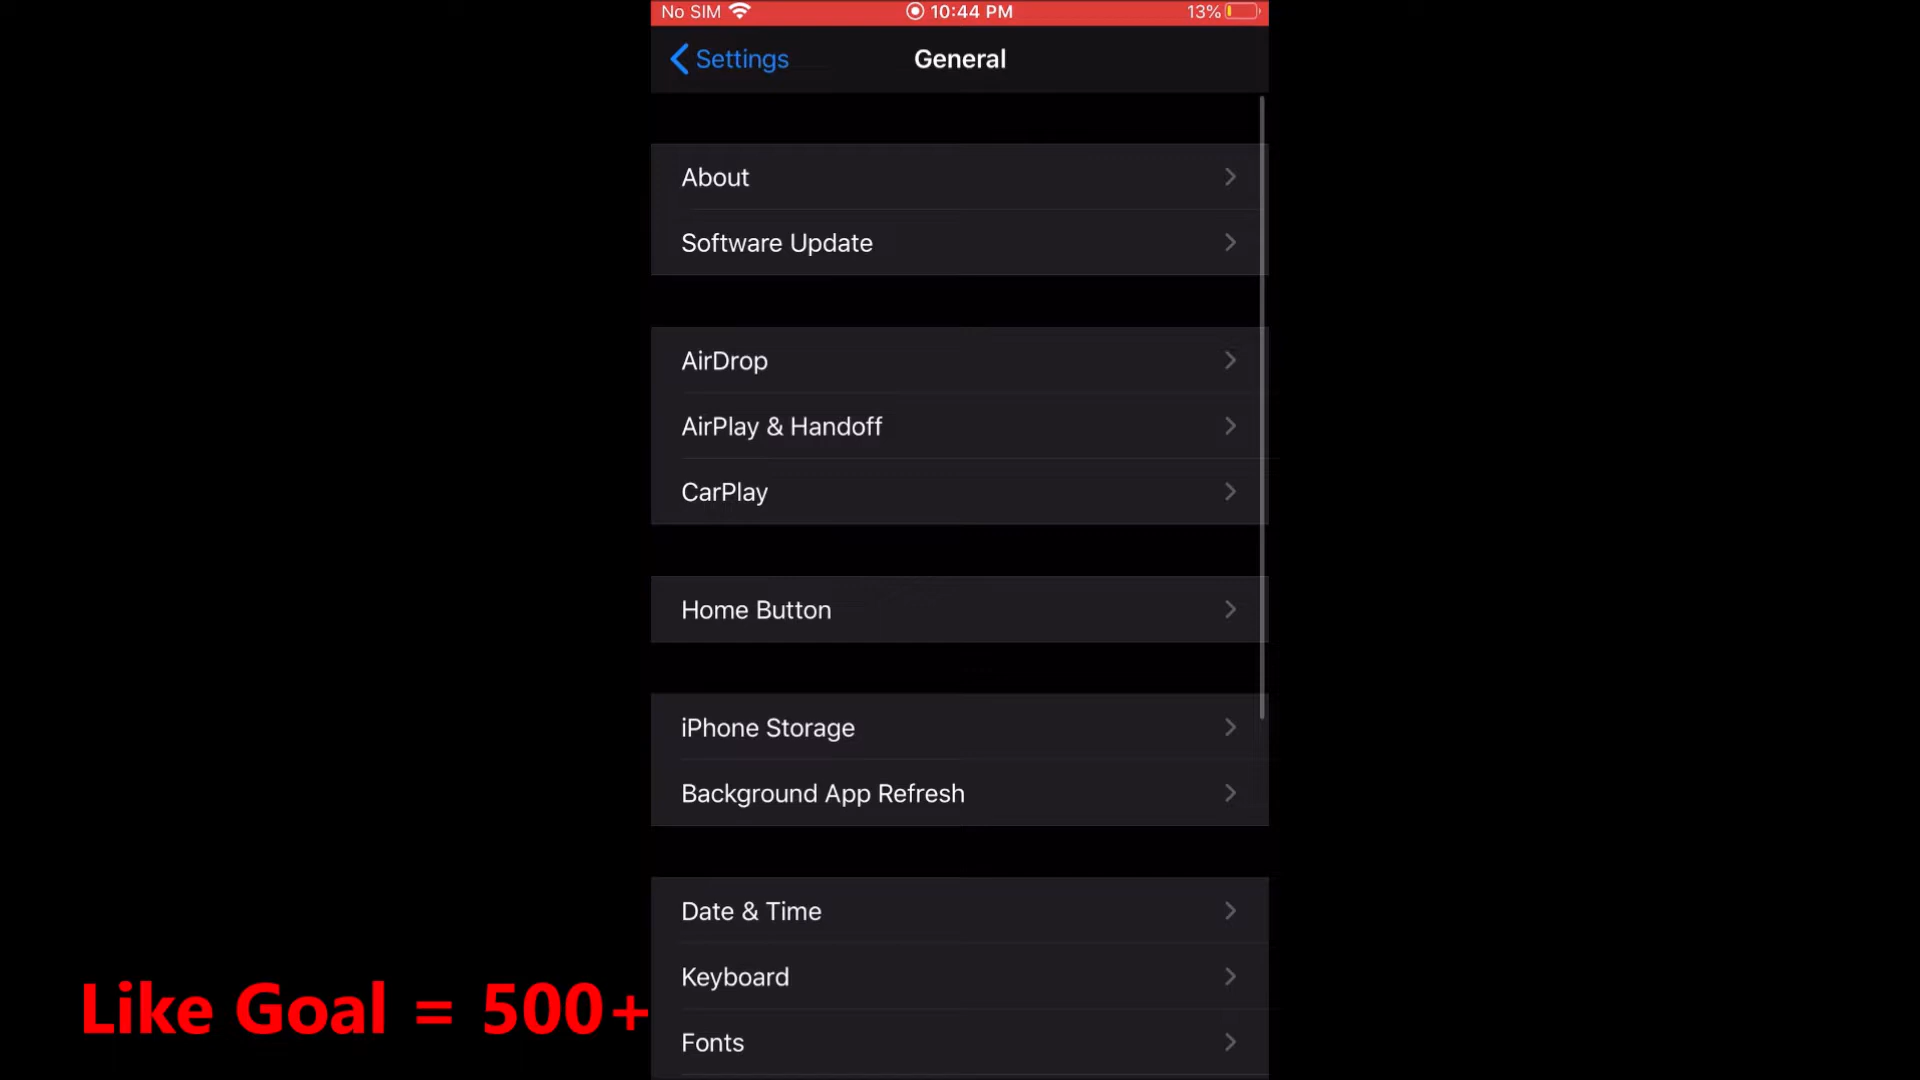 No SIM 10:44 PM 13%
Settings General
About
Software Update
AirDrop
AirPlay & Handoff
CarPlay
Home Button
iPhone Storage
Background App Refresh
Date & Time
Keyboard
Fonts
Like Goal = 500+